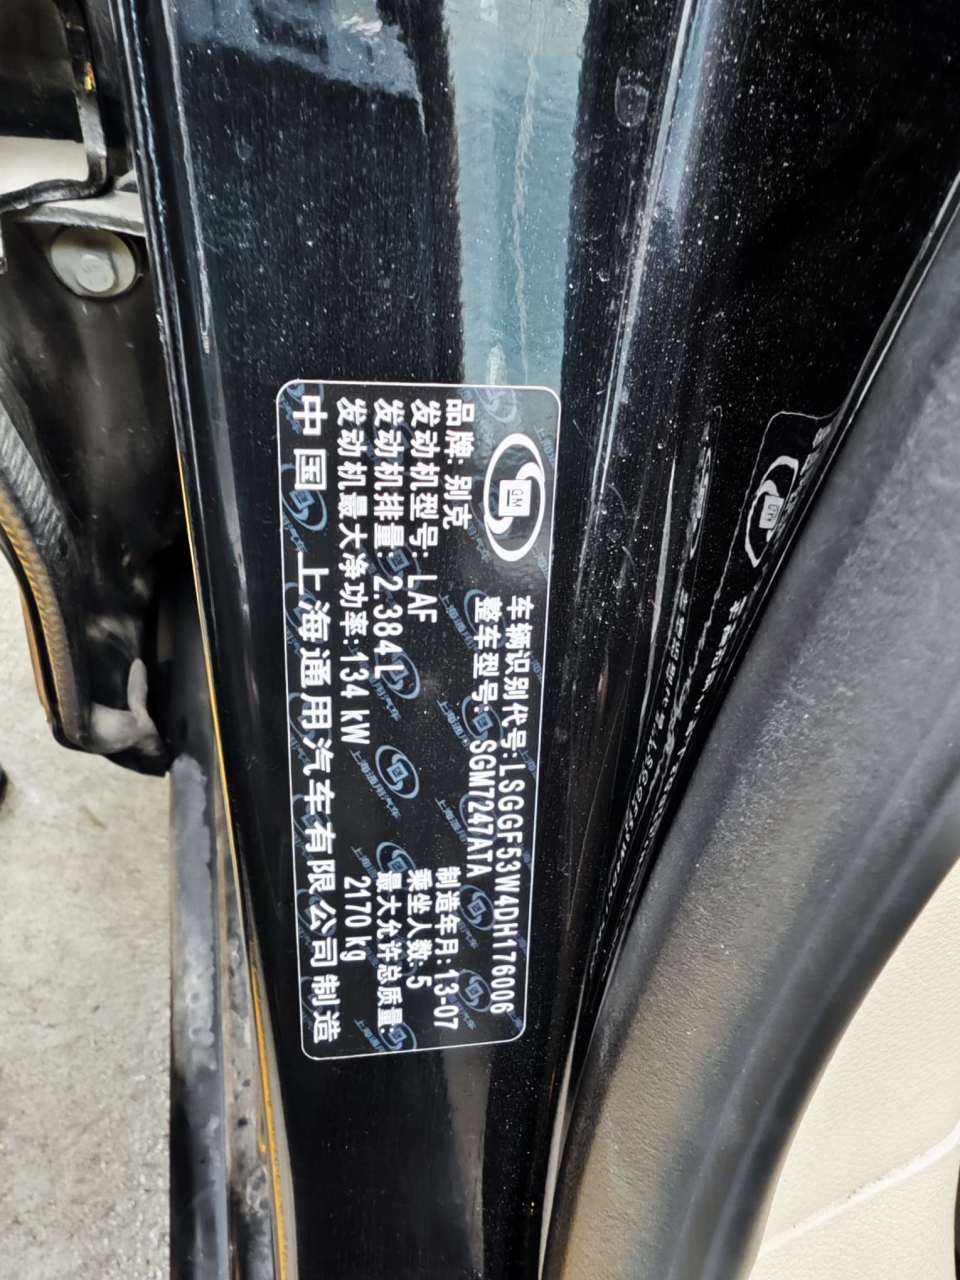 GM
车辆识别代号:LSGGF53W4DH176006
整车型号: SGM7247ATA
品牌: 别克
制造年月:13-07
发动机型号: LAF
乘坐人数:5
发动机排量:2.384L
最大允许总质量:
发动机最大净功率:134 kW
2170 kg
中国 上海通用汽车有限公司制造